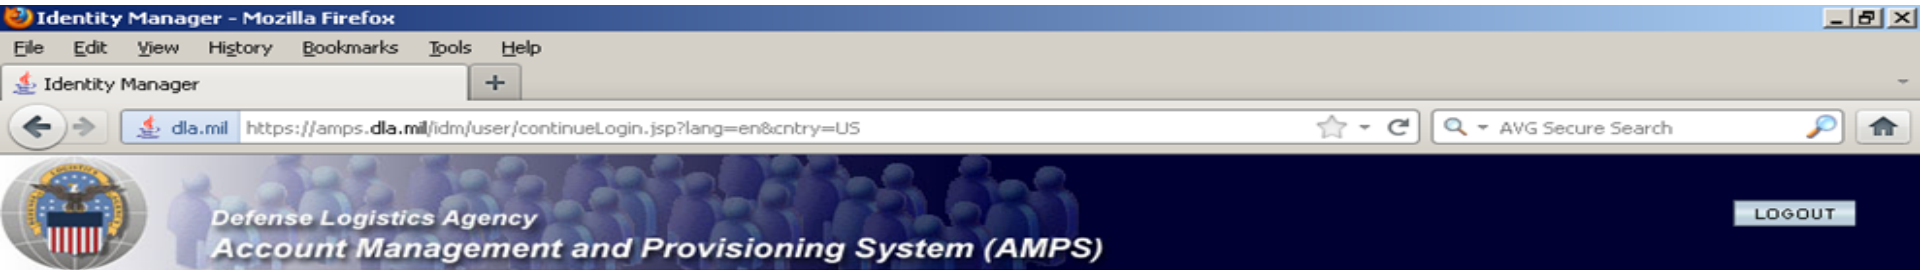 Identity Manager - Mozilla Firefox
File Edit View History Bookmarks Tools Help
Identity Manager
dla.mil https://amps.dla.mil/idm/user/continueLogin.jsp?lang=en&cntry=US AVG Secure Search
Defense Logistics Agency
LOGOUT
Account Management and Provisioning System (AMPS)